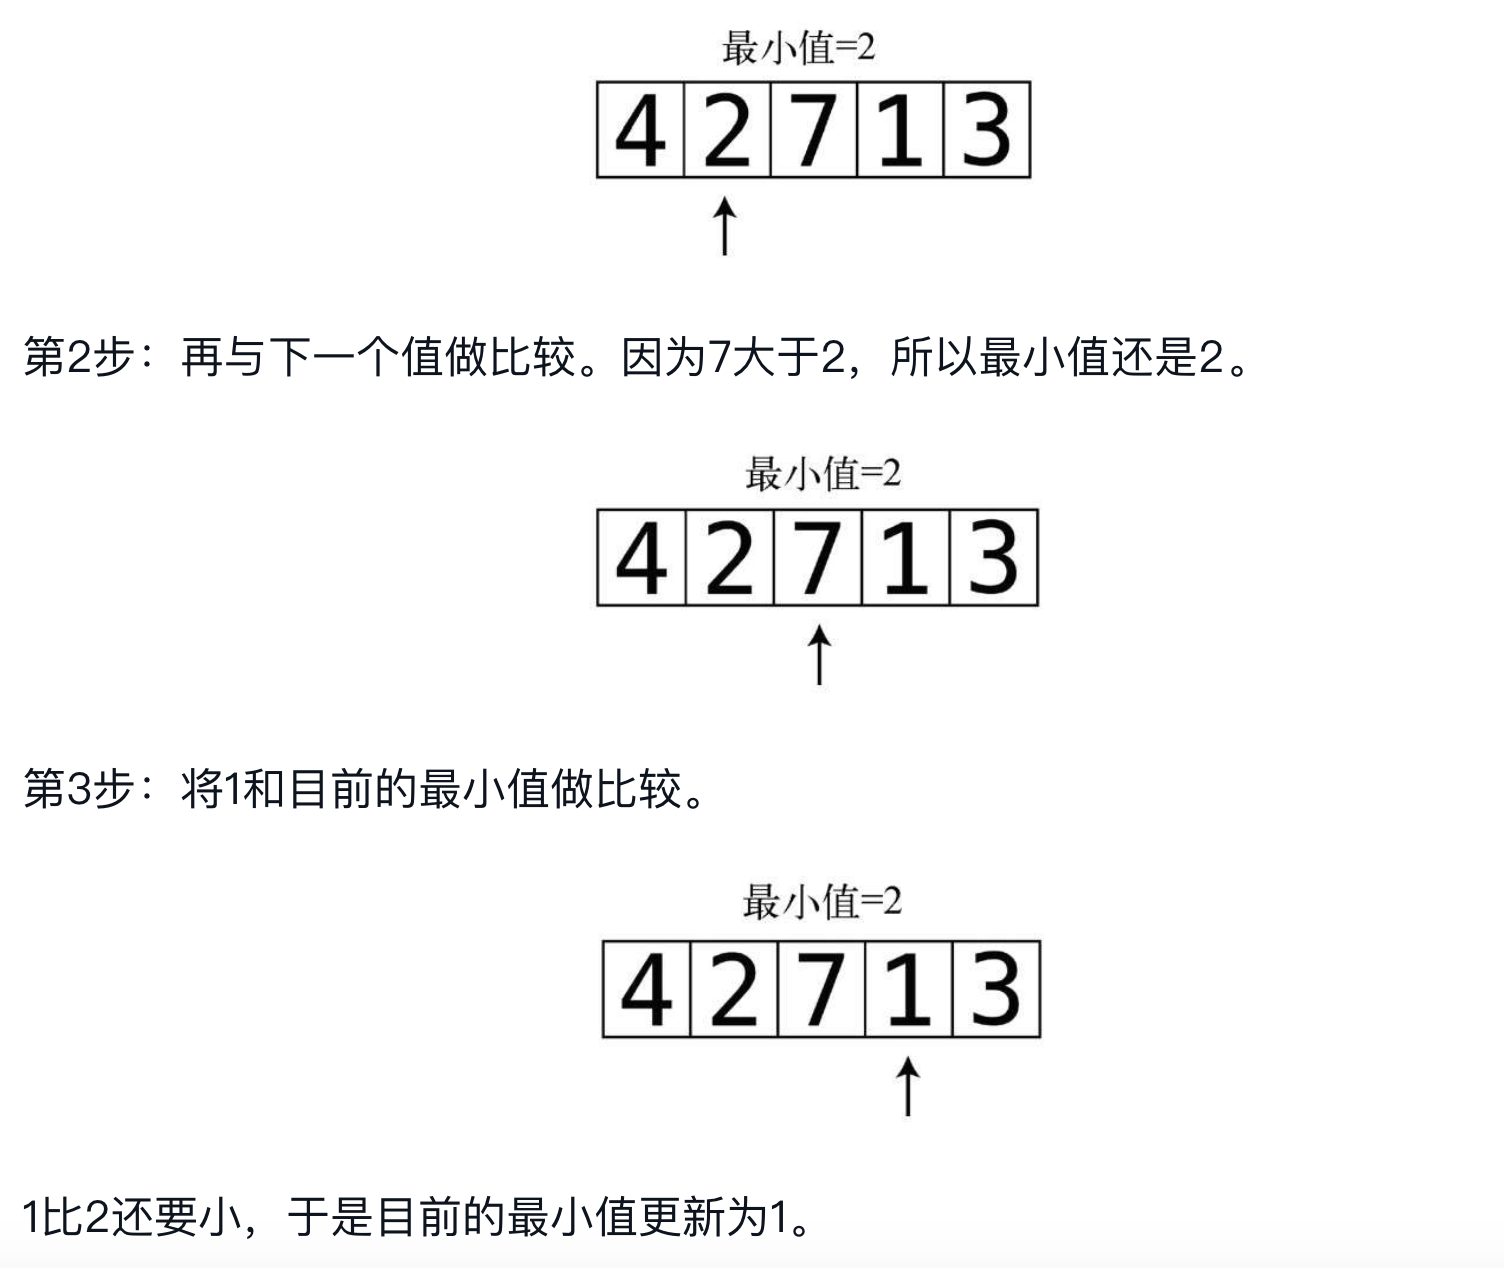 最小值=2
4 2 7 1 3
第2步：再与下一个值做比较。因为7大于2，所以最小值还是2。
最小值=2
4 2 7 1 3
第3步：将1和目前的最小值做比较。
最小值=2
4 2 7 1 3
1比2还要小，于是目前的最小值更新为1。